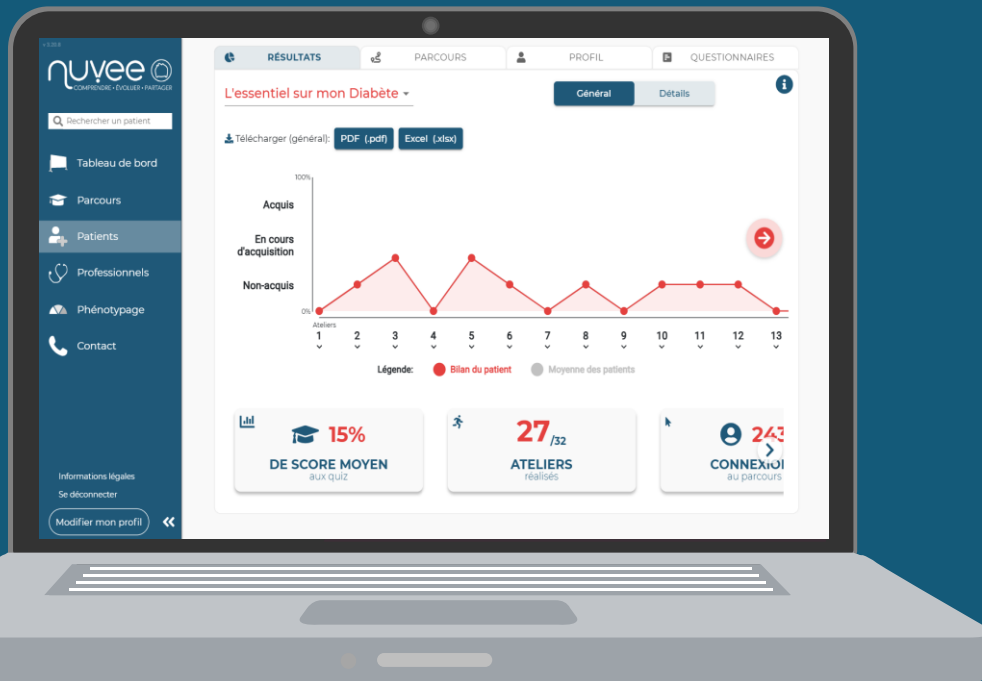 v 5.09.8
nuvee
COMPRENDRE • ÉVOLUER • PARTAGER
Rechercher un patient
Tableau de bord
Parcours
Patients
Professionnels
Phénotypage
Contact
Informations légales
Se déconnecter
Modifier mon profil
RÉSULTATS
PARCOURS
PROFIL
QUESTIONNAIRES
L'essentiel sur mon Diabète
Général
Détails
Télécharger (général):
PDF (.pdf)
Excel (.xlsx)
100%
Acquis
En cours
d'acquisition
Non-acquis
0%
Ateliers
1 2 3 4 5 6 7 8 9 10 11 12 13
Légende:
Bilan du patient
Moyenne des patients
15%
DE SCORE MOYEN
aux quiz
27/32
ATELIERS
réalisés
243
CONNEXIO
au parcours